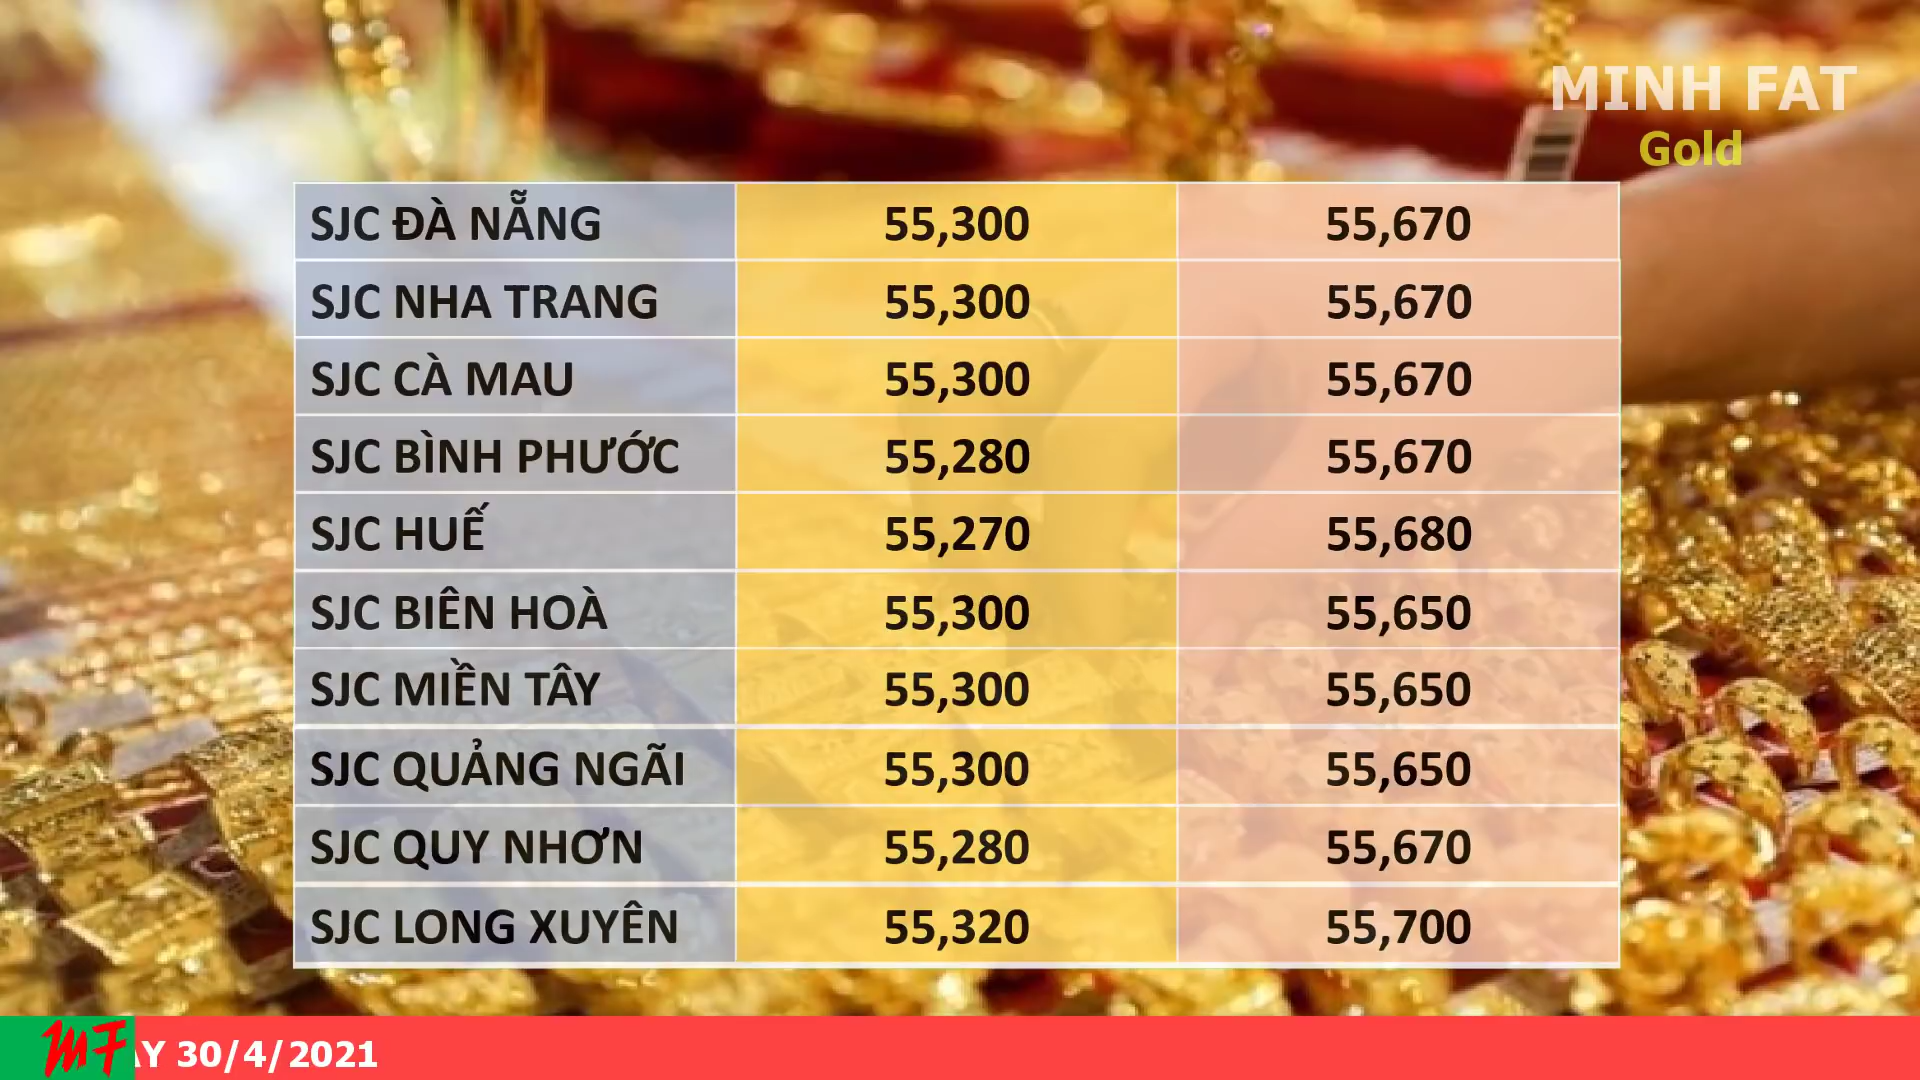 MINH FAT
Gold
SJC ĐÀ NẴNG 55,300 55,670
SJC NHA TRANG 55,300 55,670
SJC CÀ MAU 55,300 55,670
SJC BÌNH PHƯỚC 55,280 55,670
SJC HUẾ 55,270 55,680
SJC BIÊN HOÀ 55,300 55,650
SJC MIỀN TÂY 55,300 55,650
SJC QUẢNG NGÃI 55,300 55,650
SJC QUY NHƠN 55,280 55,670
SJC LONG XUYÊN 55,320 55,700
MF
30/4/2021